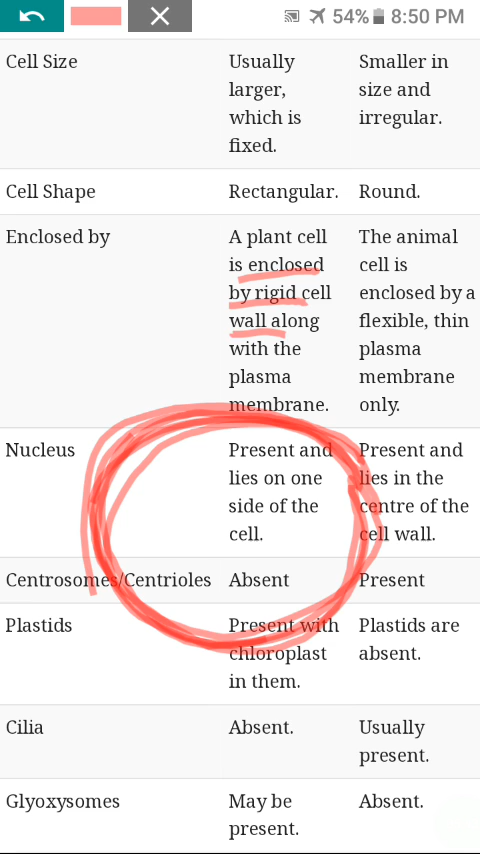 54% 8:50 PM
Cell Size Usually Smaller in
larger, size and
which is irregular.
fixed.
Cell Shape Rectangular. Round.
Enclosed by A plant cell The animal
is enclosed cell is
by rigid cell enclosed by a
wall along flexible, thin
with the plasma
plasma membrane
membrane. only.
Nucleus Present and Present and
lies on one lies in the
side of the centre of the
cell. cell wall.
Centrosomes/Centrioles Absent Present
Plastids Present with Plastids are
chloroplast absent.
in them.
Cilia Absent. Usually
present.
Glyoxysomes May be Absent.
present.